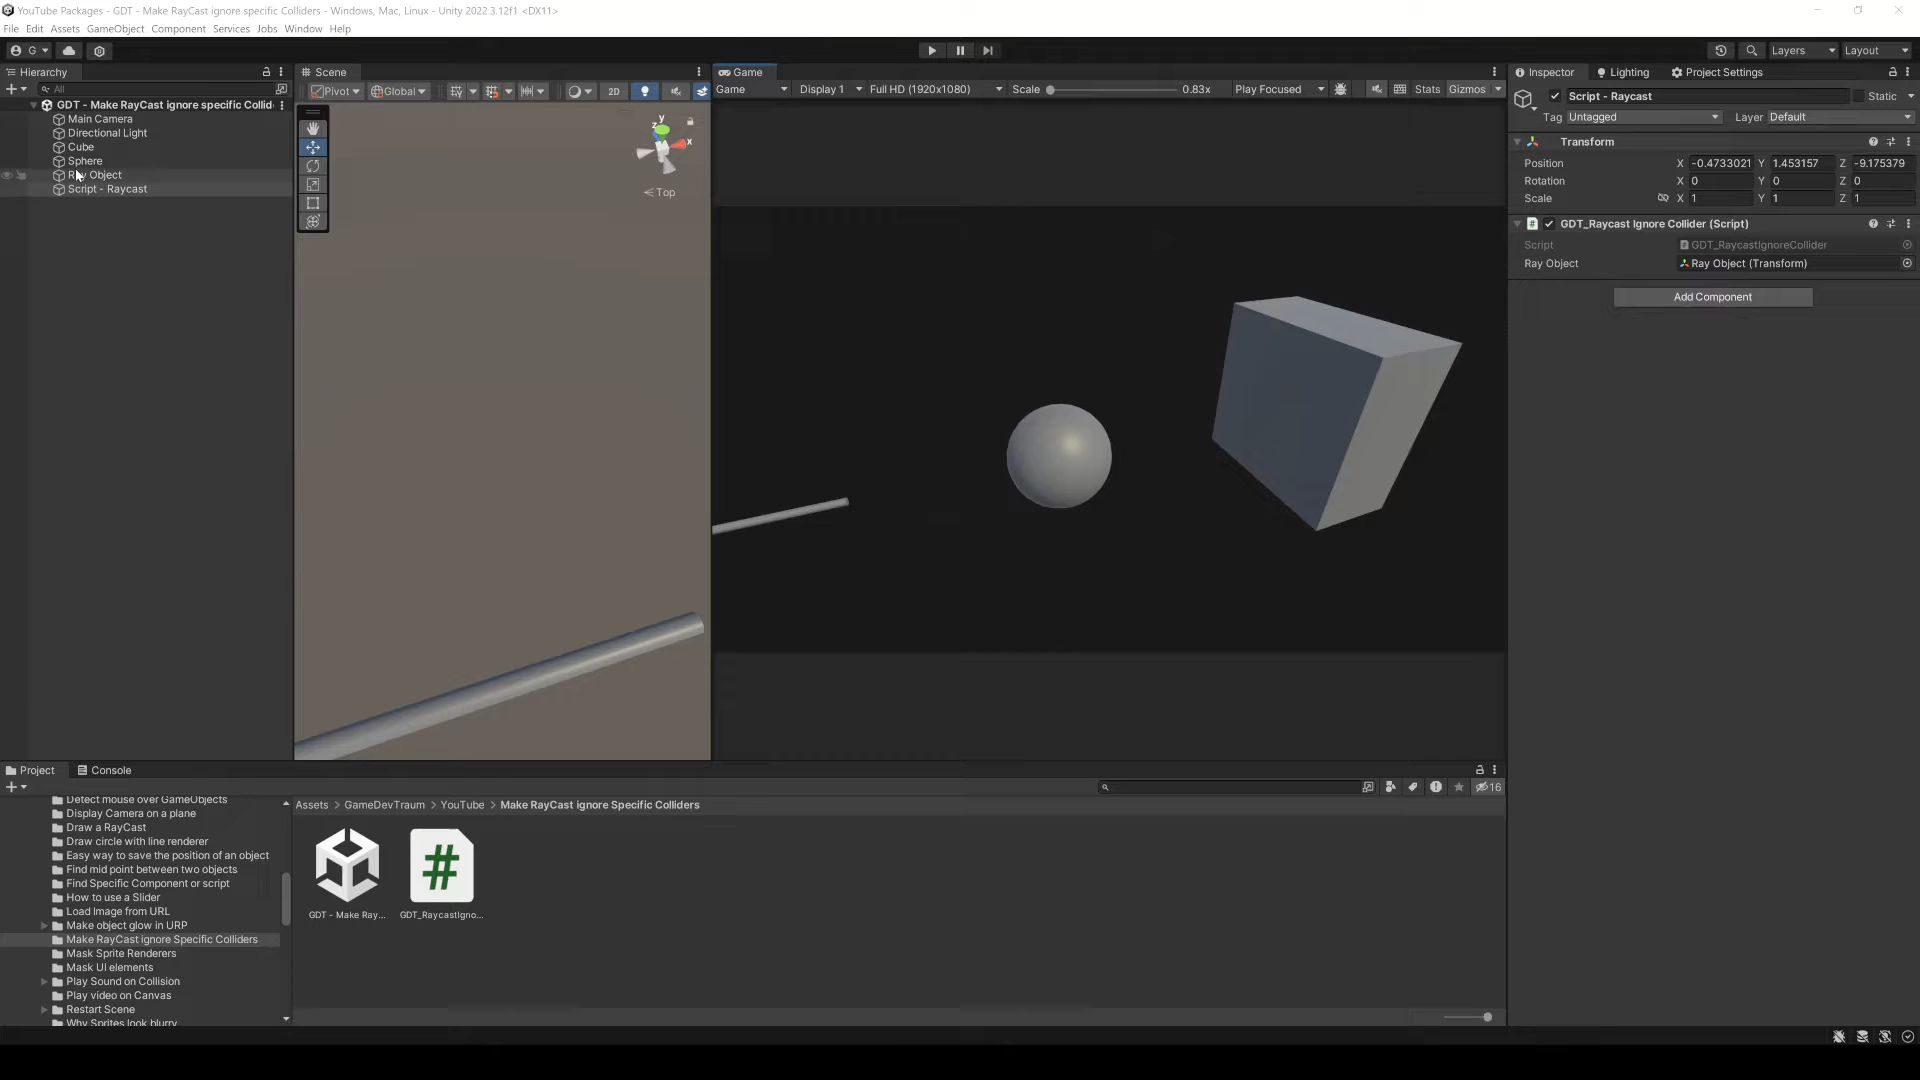 YouTube Packages - GDT - Make RayCast ignore specific Colliders - Windows, Mac, Linux - Unity 2022.3.12f1 <DX11>
File Edit Assets GameObject Component Services Jobs Window Help
G Layers Layout
Hierarchy
All
GDT - Make RayCast ignore specific Collid
Main Camera
Directional Light
Cube
Sphere
Script - Raycast
Scene
Pivot Global 2D
y
z x
Top
Game
Game Display 1 Full HD (1920x1080) Scale 0.83x Play Focused Stats Gizmos
Inspector Lighting Project Settings
Script - Raycast Static
Tag Untagged Layer Default
Transform
Position X -0.4733021 Y 1.453157 Z -9.175379
Rotation X 0 Y 0 Z 0
Scale X 1 Y 1 Z 1
GDT_Raycast Ignore Collider (Script)
Script GDT_RaycastIgnoreCollider
Ray Object Ray Object (Transform)
Add Component
Project Console
16
Detect mouse over GameObjects
Display Camera on a plane
Draw a RayCast
Draw circle with line renderer
Easy way to save the position of an object
Find mid point between two objects
Find Specific Component or script
How to use a Slider
Load Image from URL
Make object glow in URP
Make RayCast ignore Specific Colliders
Mask Sprite Renderers
Mask UI elements
Play Sound on Collision
Play video on Canvas
Restart Scene
Why Sprites look blurry
Assets > GameDevTraum > YouTube > Make RayCast ignore Specific Colliders
GDT - Make Ray... GDT_RaycastIgno...